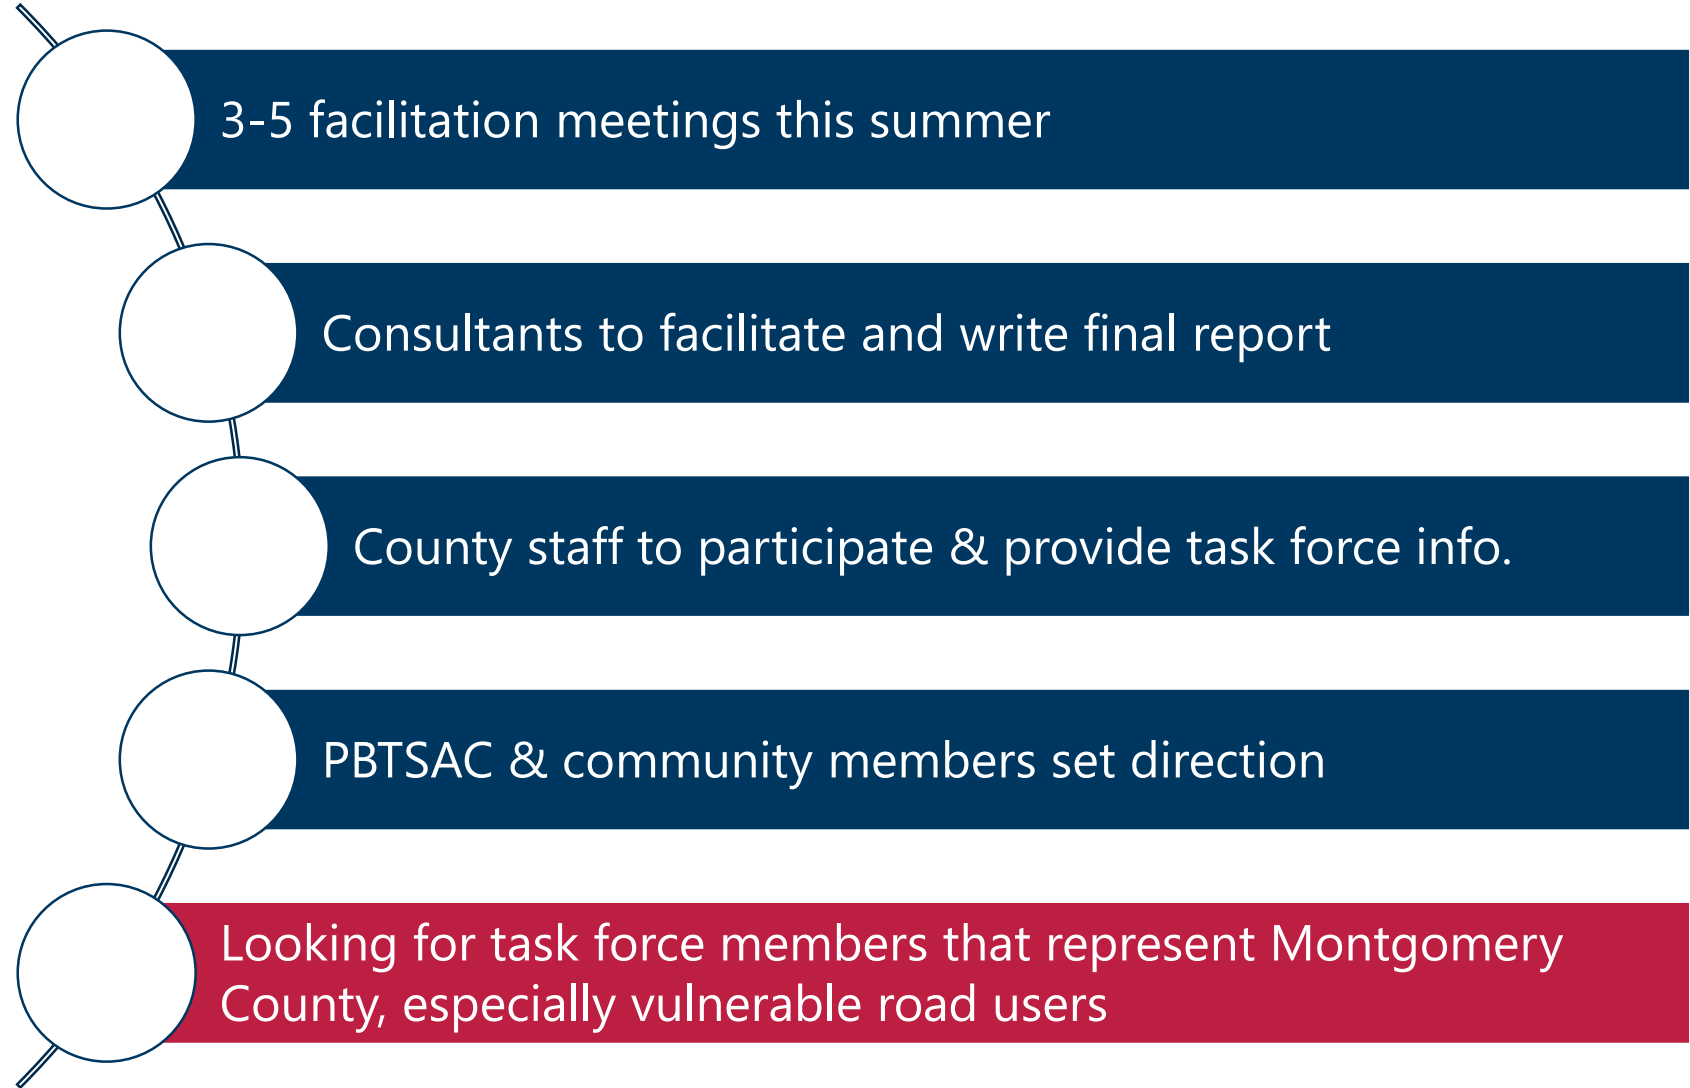 3-5 facilitation meetings this summer
Consultants to facilitate and write final report
County staff to participate & provide task force info.
PBTSAC & community members set direction
Looking for task force members that represent Montgomery
County, especially vulnerable road users